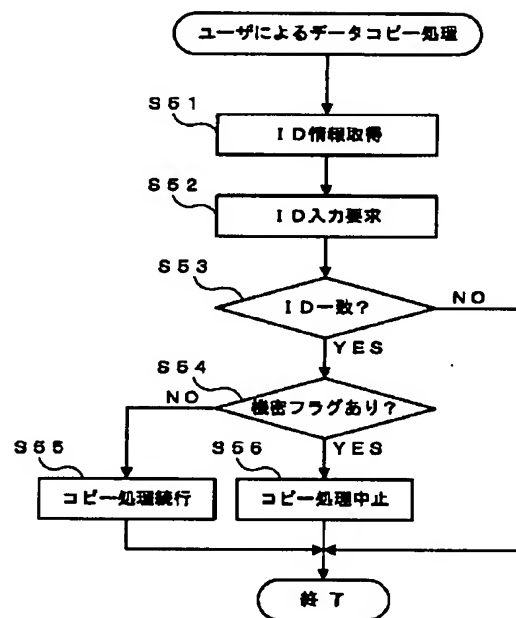 ユーザによるデータコピー処理
S51
ID情報取得
S52
ID入力要求
S53
ID一致?
NO
YES
S54
機密フラグあり?
NO
YES
S55
S56
コピー処理続行
コピー処理中止
終了